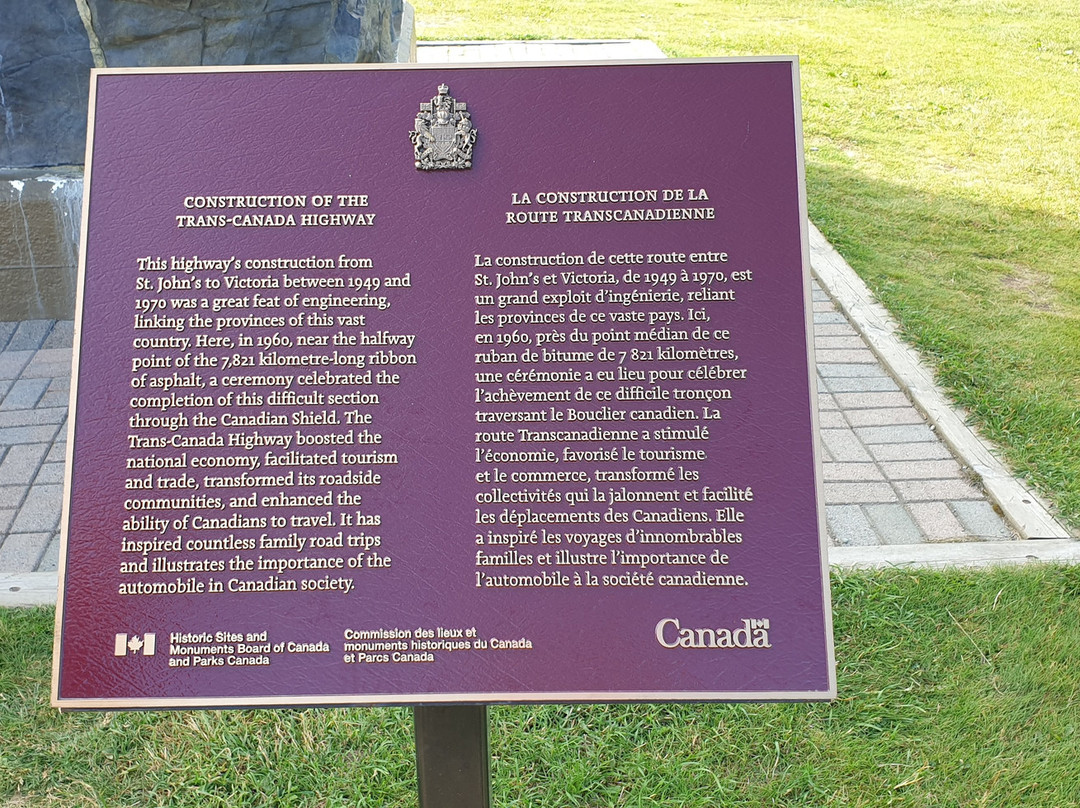 CONSTRUCTION OF THE
TRANS-CANADA HIGHWAY
This highway's construction from
St. John's to Victoria between 1949 and
1970 was a great feat of engineering,
linking the provinces of this vast
country. Here, in 1960, near the halfway
point of the 7,821 kilometre-long ribbon
of asphalt, a ceremony celebrated the
completion of this difficult section
through the Canadian Shield. The
Trans-Canada Highway boosted the
national economy, facilitated tourism
and trade, transformed its roadside
communities, and enhanced the
ability of Canadians to travel. It has
inspired countless family road trips
and illustrates the importance of the
automobile in Canadian society.
LA CONSTRUCTION DE LA
ROUTE TRANSCANADIENNE
La construction de cette route entre
St. John's et Victoria, de 1949 à 1970, est
un grand exploit d'ingénierie, reliant
les provinces de ce vaste pays. Ici,
en 1960, près du point médian de ce
ruban de bitume de 7 821 kilomètres,
une cérémonie a eu lieu pour célébrer
l'achèvement de ce difficile tronçon
traversant le Bouclier canadien. La
route Transcanadienne a stimulé
l'économie, favorisé le tourisme
et le commerce, transformé les
collectivités qui la jalonnent et facilité
les déplacements des Canadiens. Elle
a inspiré les voyages d'innombrables
familles et illustre l'importance de
l'automobile à la société canadienne.
Historic Sites and
Monuments Board of Canada
and Parks Canada
Commission des lieux et
monuments historiques du Canada
et Parcs Canada
Canada